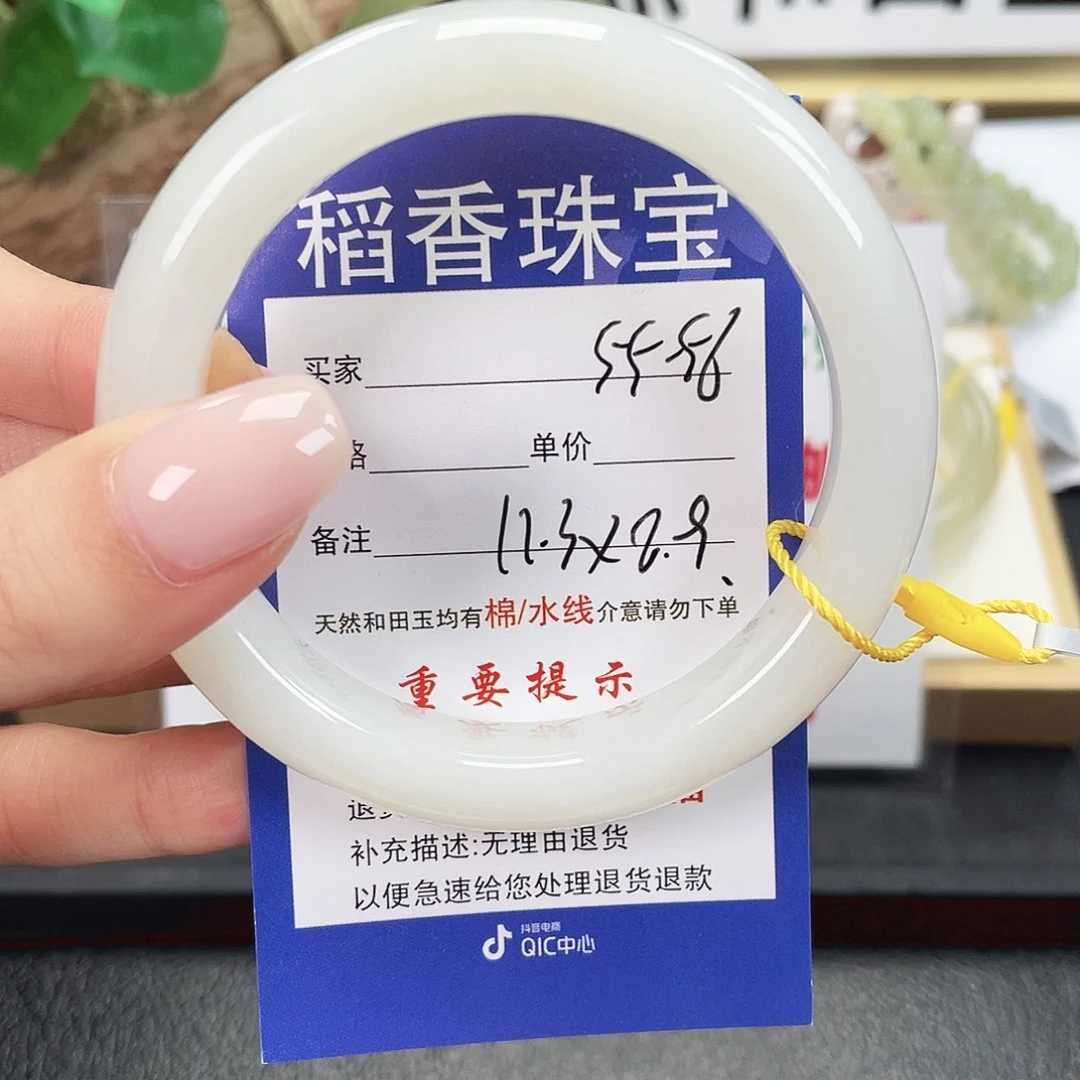 稻香珠宝
买家 55-56
格 单价
备注 11.3×8.9
天然和田玉均有棉/水线介意请勿下单
重要提示
补充描述:无理由退货
以便急速给您处理退货退款
抖音电商
QIC中心